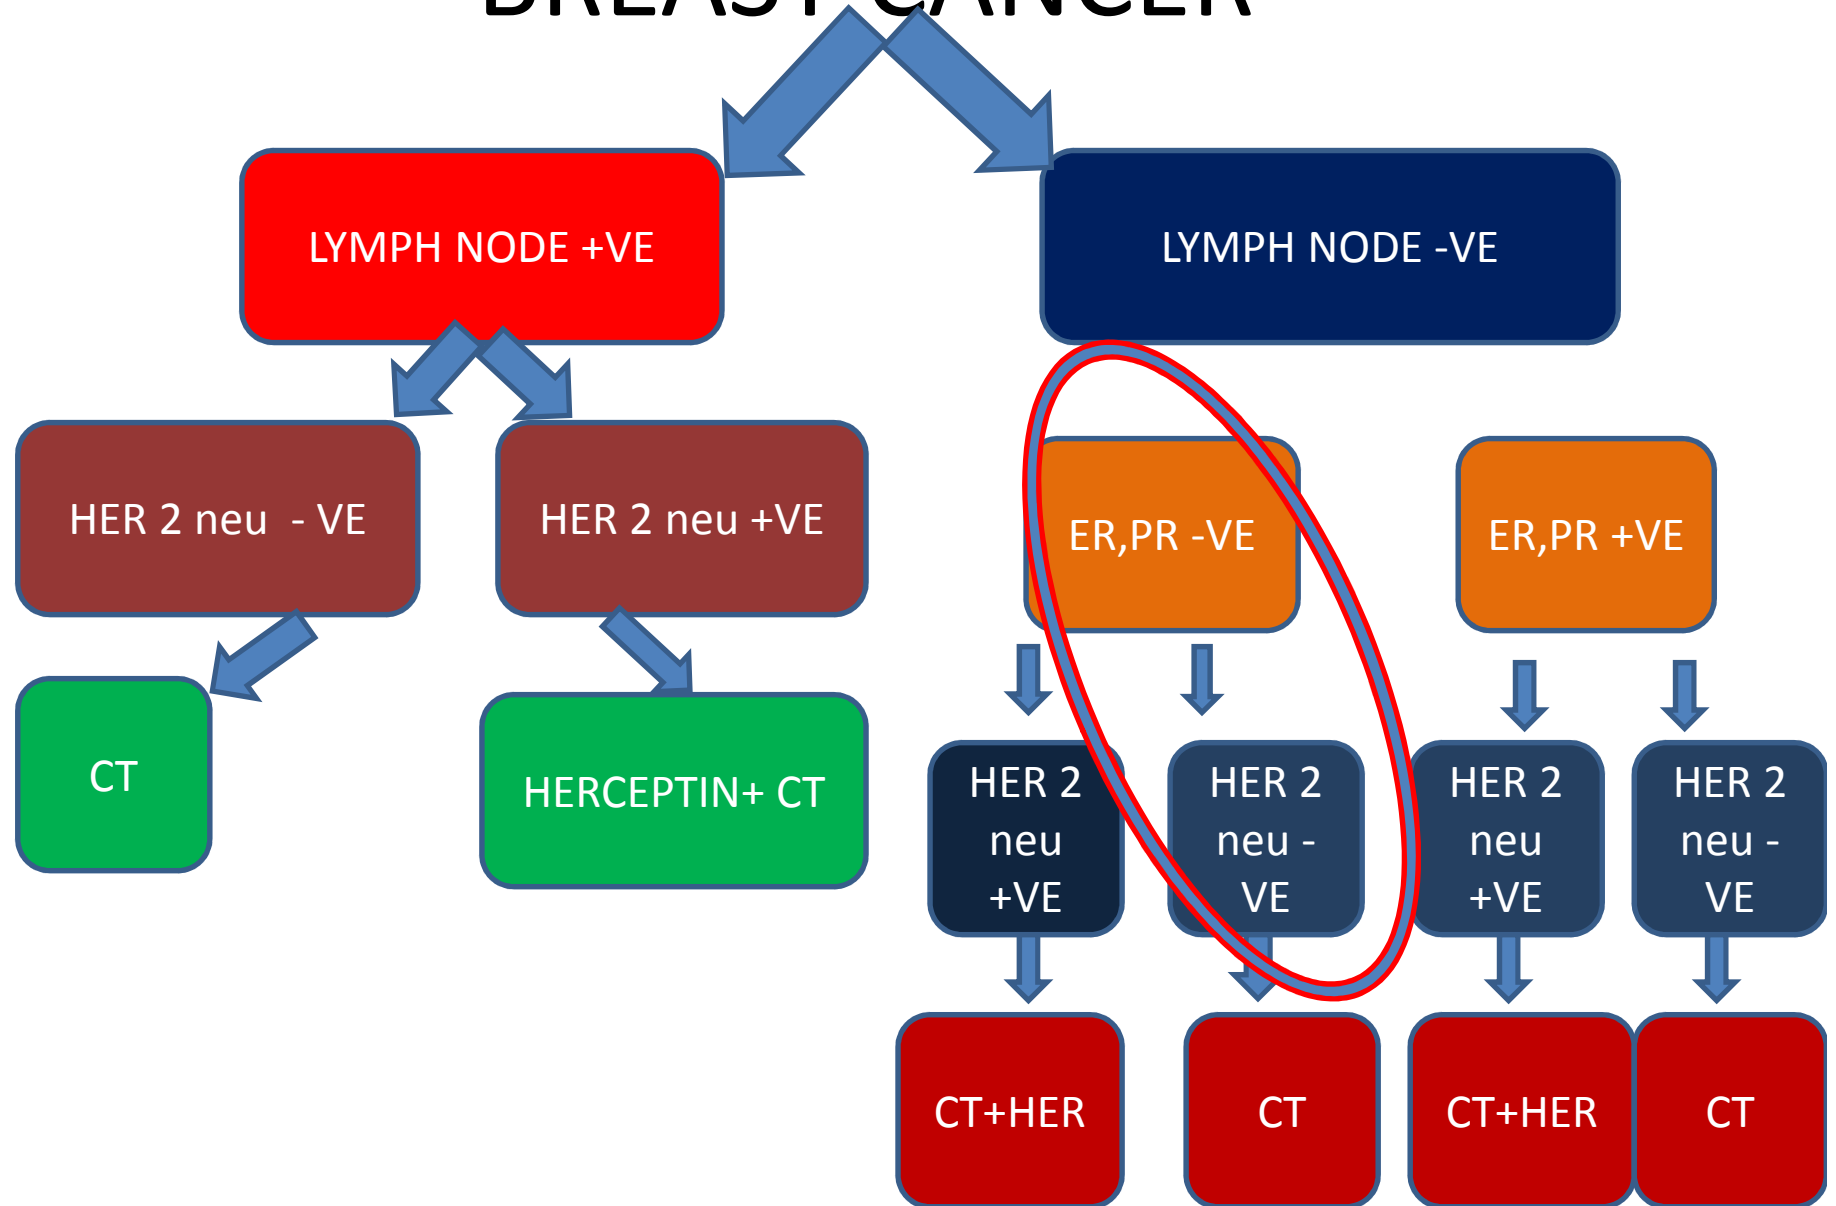 BREAST CANCER
LYMPH NODE +VE
LYMPH NODE -VE
HER 2 neu  - VE
HER 2 neu +VE
ER,PR -VE
ER,PR +VE
CT
HERCEPTIN+ CT
HER 2
neu
+VE
HER 2
neu -
VE
HER 2
neu
+VE
HER 2
neu -
VE
CT+HER
CT
CT+HER
CT